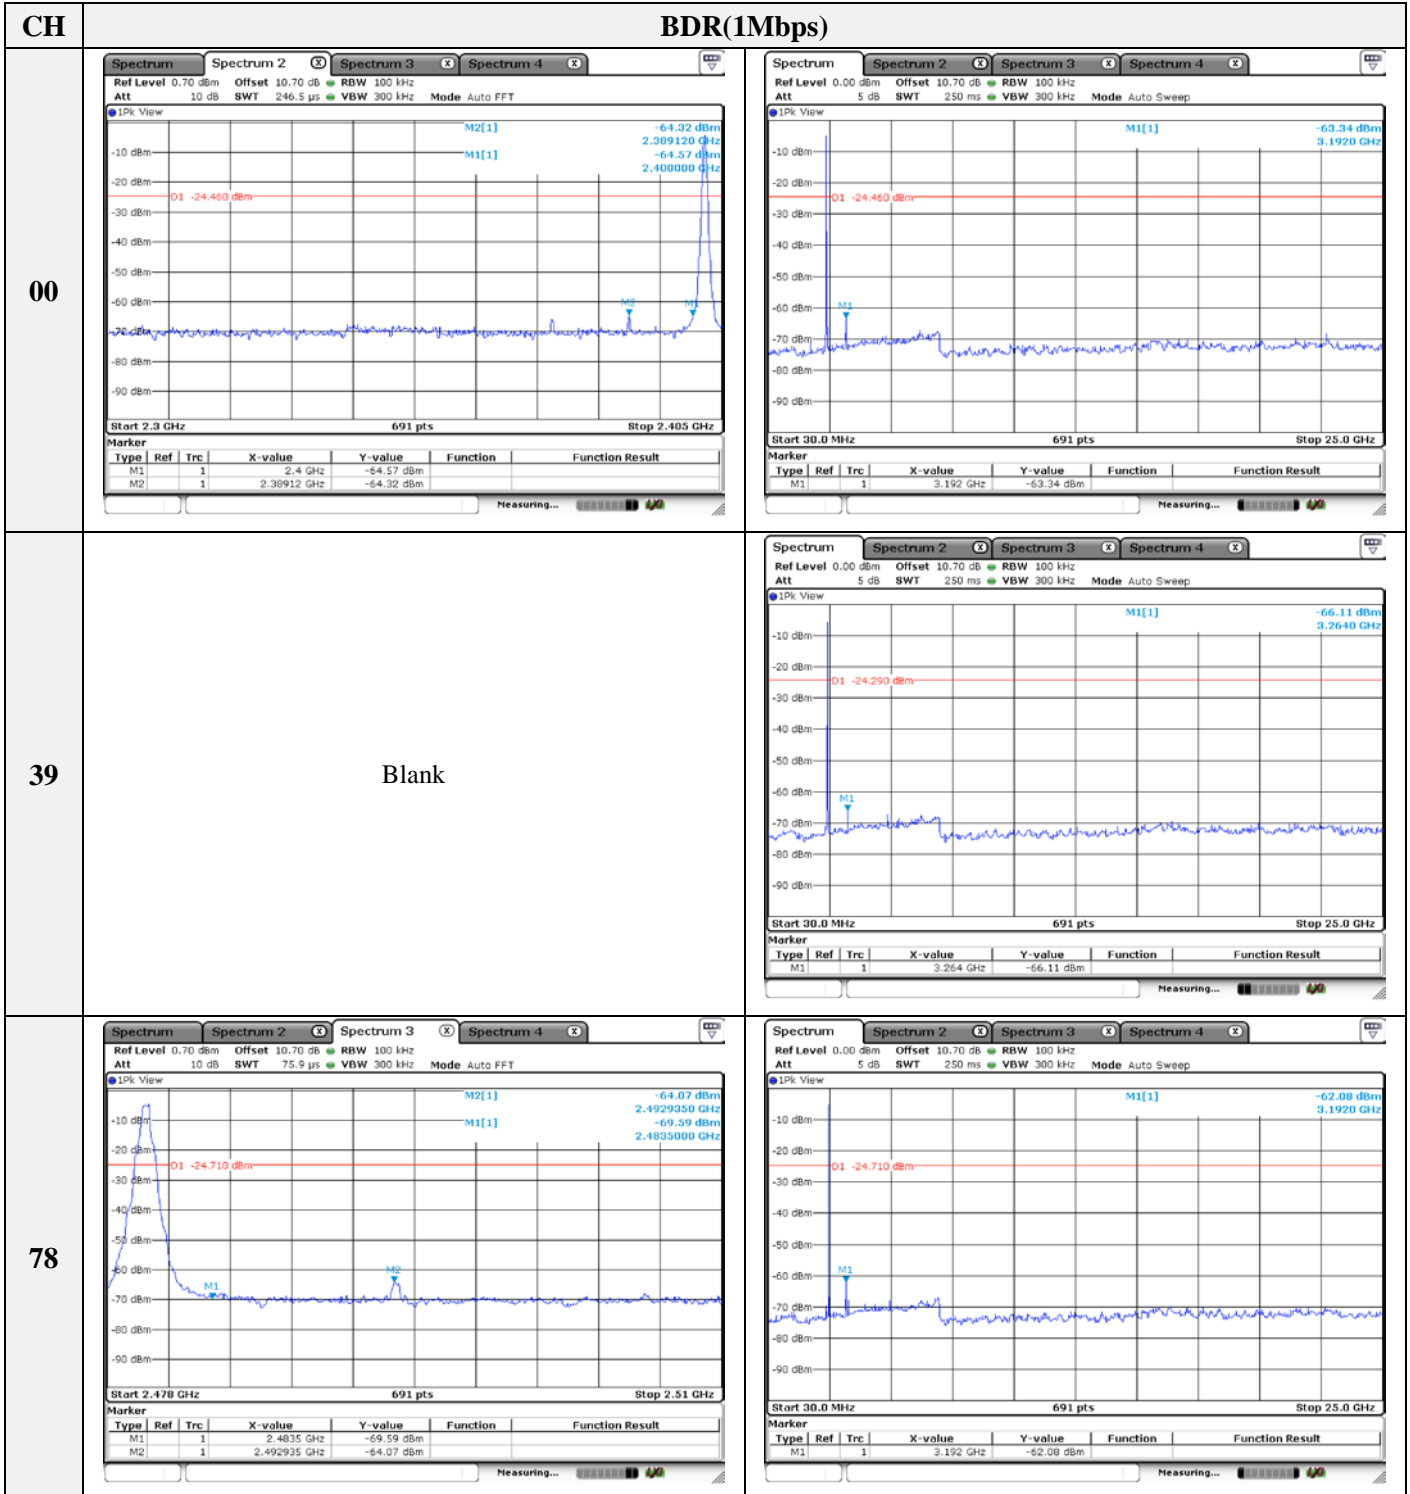 CH BDR(1Mbps)
00
Spectrum Spectrum 2 Spectrum 3 Spectrum 4
Ref Level 0.70 dBm Offset 10.70 dB RBW 100 kHz
Att 10 dB SWT 246.5 µs VBW 300 kHz Mode Auto FFT
1Pk View
M2[1] -64.32 dBm
2.389120 GHz
M1[1] -64.57 dBm
2.400000 GHz
-10 dBm
-20 dBm
D1 -24.460 dBm
-30 dBm
-40 dBm
-50 dBm
-60 dBm
M2 M1
-70 dBm
-80 dBm
-90 dBm
Start 2.3 GHz 691 pts Stop 2.405 GHz
Marker
Type Ref Trc X-value Y-value Function Function Result
M1 1 2.4 GHz -64.57 dBm
M2 1 2.38912 GHz -64.32 dBm
Measuring...
Spectrum Spectrum 2 Spectrum 3 Spectrum 4
Ref Level 0.00 dBm Offset 10.70 dB RBW 100 kHz
Att 5 dB SWT 250 ms VBW 300 kHz Mode Auto Sweep
1Pk View
M1[1] -63.34 dBm
3.1920 GHz
-10 dBm
-20 dBm
D1 -24.460 dBm
-30 dBm
-40 dBm
-50 dBm
-60 dBm
M1
-70 dBm
-80 dBm
-90 dBm
Start 30.0 MHz 691 pts Stop 25.0 GHz
Marker
Type Ref Trc X-value Y-value Function Function Result
M1 1 3.192 GHz -63.34 dBm
Measuring...
39
Blank
Spectrum Spectrum 2 Spectrum 3 Spectrum 4
Ref Level 0.00 dBm Offset 10.70 dB RBW 100 kHz
Att 5 dB SWT 250 ms VBW 300 kHz Mode Auto Sweep
1Pk View
M1[1] -66.11 dBm
3.2640 GHz
-10 dBm
-20 dBm
D1 -24.290 dBm
-30 dBm
-40 dBm
-50 dBm
-60 dBm
M1
-70 dBm
-80 dBm
-90 dBm
Start 30.0 MHz 691 pts Stop 25.0 GHz
Marker
Type Ref Trc X-value Y-value Function Function Result
M1 1 3.264 GHz -66.11 dBm
Measuring...
78
Spectrum Spectrum 2 Spectrum 3 Spectrum 4
Ref Level 0.70 dBm Offset 10.70 dB RBW 100 kHz
Att 10 dB SWT 75.9 µs VBW 300 kHz Mode Auto FFT
1Pk View
M2[1] -64.07 dBm
2.4929350 GHz
M1[1] -69.59 dBm
2.4835000 GHz
-10 dBm
-20 dBm
D1 -24.710 dBm
-30 dBm
-40 dBm
-50 dBm
-60 dBm
M1 M2
-70 dBm
-80 dBm
-90 dBm
Start 2.478 GHz 691 pts Stop 2.51 GHz
Marker
Type Ref Trc X-value Y-value Function Function Result
M1 1 2.4835 GHz -69.59 dBm
M2 1 2.492935 GHz -64.07 dBm
Measuring...
Spectrum Spectrum 2 Spectrum 3 Spectrum 4
Ref Level 0.00 dBm Offset 10.70 dB RBW 100 kHz
Att 5 dB SWT 250 ms VBW 300 kHz Mode Auto Sweep
1Pk View
M1[1] -62.08 dBm
3.1920 GHz
-10 dBm
-20 dBm
D1 -24.710 dBm
-30 dBm
-40 dBm
-50 dBm
-60 dBm
M1
-70 dBm
-80 dBm
-90 dBm
Start 30.0 MHz 691 pts Stop 25.0 GHz
Marker
Type Ref Trc X-value Y-value Function Function Result
M1 1 3.192 GHz -62.08 dBm
Measuring...